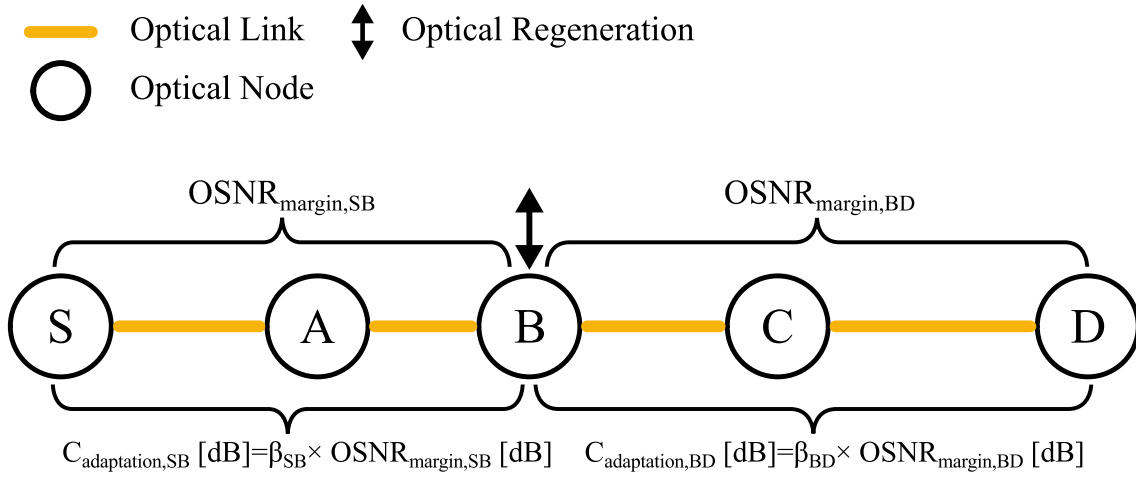 Optical Link Optical Regeneration
Optical Node
OSNRmargin,SB OSNRmargin,BD
S A B C D
Cadaptation,SB [dB]=βSB× OSNRmargin,SB [dB] Cadaptation,BD [dB]=βBD× OSNRmargin,BD [dB]